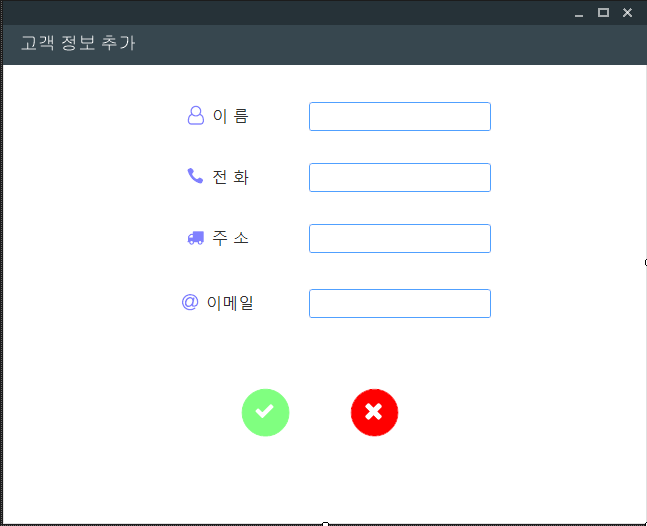 고객 정보 추가
이 름
전 화
주 소
이메일